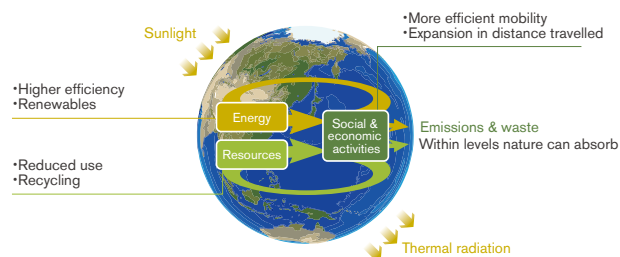 Sunlight
•More efficient mobility
•Expansion in distance travelled
•Higher efficiency
•Renewables
Energy
Resources
Social &
economic
activities
Emissions & waste
Within levels nature can absorb
•Reduced use
•Recycling
Thermal radiation